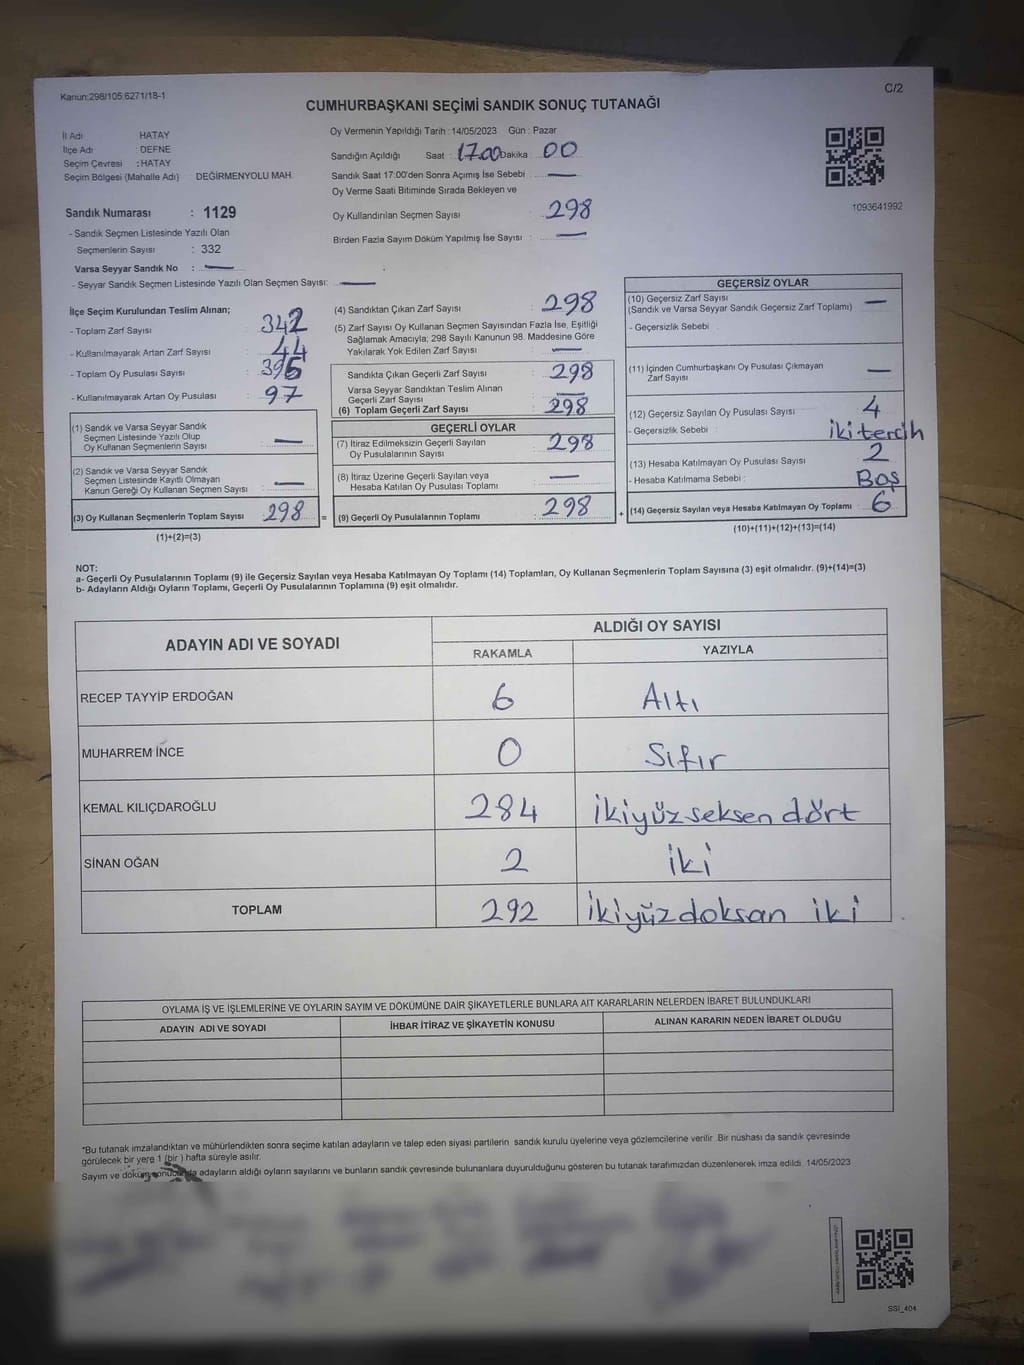 Kanun:298/105;6271/18-1
C/2
CUMHURBAŞKANI SEÇİMİ SANDIK SONUÇ TUTANAĞI
İl Adı HATAY
İlçe Adı : DEFNE
Seçim Çevresi : HATAY
Seçim Bölgesi (Mahalle Adı) : DEĞİRMENYOLU MAH.
Sandık Numarası : 1129
- Sandık Seçmen Listesinde Yazılı Olan
Seçmenlerin Sayısı : 332
Varsa Seyyar Sandık No : —
- Seyyar Sandık Seçmen Listesinde Yazılı Olan Seçmen Sayısı: —
Oy Vermenin Yapıldığı Tarih : 14/05/2023 Gün : Pazar
Sandığın Açıldığı Saat : 17.00 Dakika 00
Sandık Saat 17:00'den Sonra Açımış İse Sebebi : —
Oy Verme Saati Bitiminde Sırada Bekleyen ve
Oy Kullandırılan Seçmen Sayısı : 298
Birden Fazla Sayım Döküm Yapılmış İse Sayısı : —
1093641992
İlçe Seçim Kurulundan Teslim Alınan;
- Toplam Zarf Sayısı : 342
- Kullanılmayarak Artan Zarf Sayısı : 44
- Toplam Oy Pusulası Sayısı : 395
- Kullanılmayarak Artan Oy Pusulası : 97
(1) Sandık ve Varsa Seyyar Sandık
Seçmen Listesinde Yazılı Olup
Oy Kullanan Seçmenlerin Sayısı : —
(2) Sandık ve Varsa Seyyar Sandık
Seçmen Listesinde Kayıtlı Olmayan
Kanun Gereği Oy Kullanan Seçmen Sayısı : —
(3) Oy Kullanan Seçmenlerin Toplam Sayısı : 298
(1)+(2)=(3)
(4) Sandıktan Çıkan Zarf Sayısı : 298
(5) Zarf Sayısı Oy Kullanan Seçmen Sayısından Fazla İse, Eşitliği
Sağlamak Amacıyla; 298 Sayılı Kanunun 98. Maddesine Göre
Yakılarak Yok Edilen Zarf Sayısı : —
Sandıkta Çıkan Geçerli Zarf Sayısı : 298
Varsa Seyyar Sandıktan Teslim Alınan
Geçerli Zarf Sayısı : —
(6) Toplam Geçerli Zarf Sayısı : 298
GEÇERLİ OYLAR
(7) İtiraz Edilmeksizin Geçerli Sayılan
Oy Pusulalarının Sayısı : 298
(8) İtiraz Üzerine Geçerli Sayılan veya
Hesaba Katılan Oy Pusulası Toplamı : —
= (9) Geçerli Oy Pusulalarının Toplamı : 298
GEÇERSİZ OYLAR
(10) Geçersiz Zarf Sayısı : —
(Sandık ve Varsa Seyyar Sandık Geçersiz Zarf Toplamı)
- Geçersizlik Sebebi :
(11) İçinden Cumhurbaşkanı Oy Pusulası Çıkmayan
Zarf Sayısı : —
(12) Geçersiz Sayılan Oy Pusulası Sayısı : 4
- Geçersizlik Sebebi : iki tercih
(13) Hesaba Katılmayan Oy Pusulası Sayısı : 2
- Hesaba Katılmama Sebebi : Boş
+ (14) Geçersiz Sayılan veya Hesaba Katılmayan Oy Toplamı : 6
(10)+(11)+(12)+(13)=(14)
NOT:
a- Geçerli Oy Pusulalarının Toplamı (9) ile Geçersiz Sayılan veya Hesaba Katılmayan Oy Toplamı (14) Toplamları, Oy Kullanan Seçmenlerin Toplam Sayısına (3) eşit olmalıdır. (9)+(14)=(3)
b- Adayların Aldığı Oyların Toplamı, Geçerli Oy Pusulalarının Toplamına (9) eşit olmalıdır.
ADAYIN ADI VE SOYADI
ALDIĞI OY SAYISI
RAKAMLA YAZIYLA
RECEP TAYYİP ERDOĞAN 6 Altı
MUHARREM İNCE 0 Sıfır
KEMAL KILIÇDAROĞLU 284 ikiyüzseksen dört
SİNAN OĞAN 2 iki
TOPLAM 292 ikiyüzdoksan iki
OYLAMA İŞ VE İŞLEMLERİNE VE OYLARIN SAYIM VE DÖKÜMÜNE DAİR ŞİKAYETLERLE BUNLARA AİT KARARLARIN NELERDEN İBARET BULUNDUKLARI
ADAYIN ADI VE SOYADI İHBAR İTİRAZ VE ŞİKAYETİN KONUSU ALINAN KARARIN NEDEN İBARET OLDUĞU
*Bu tutanak imzalandıktan ve mühürlendikten sonra seçime katılan adayların ve talep eden siyasi partilerin sandık kurulu üyelerine veya gözlemcilerine verilir. Bir nüshası da sandık çevresinde
görülecek bir yere 1 (bir ) hafta süreyle asılır.
Sayım ve döküm sonucunda adayların aldığı oyların sayılarını ve bunların sandık çevresinde bulunanlara duyurulduğunu gösteren bu tutanak tarafımızdan düzenlenerek imza edildi. 14/05/2023
SSİ_404